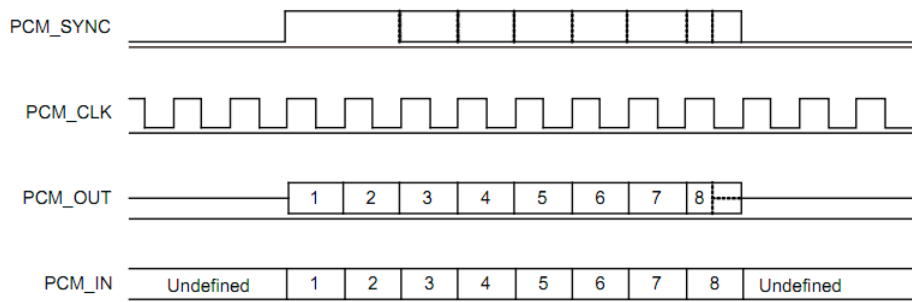 PCM_SYNC
PCM_CLK
PCM_OUT 1 2 3 4 5 6 7 8
PCM_IN Undefined 1 2 3 4 5 6 7 8 Undefined